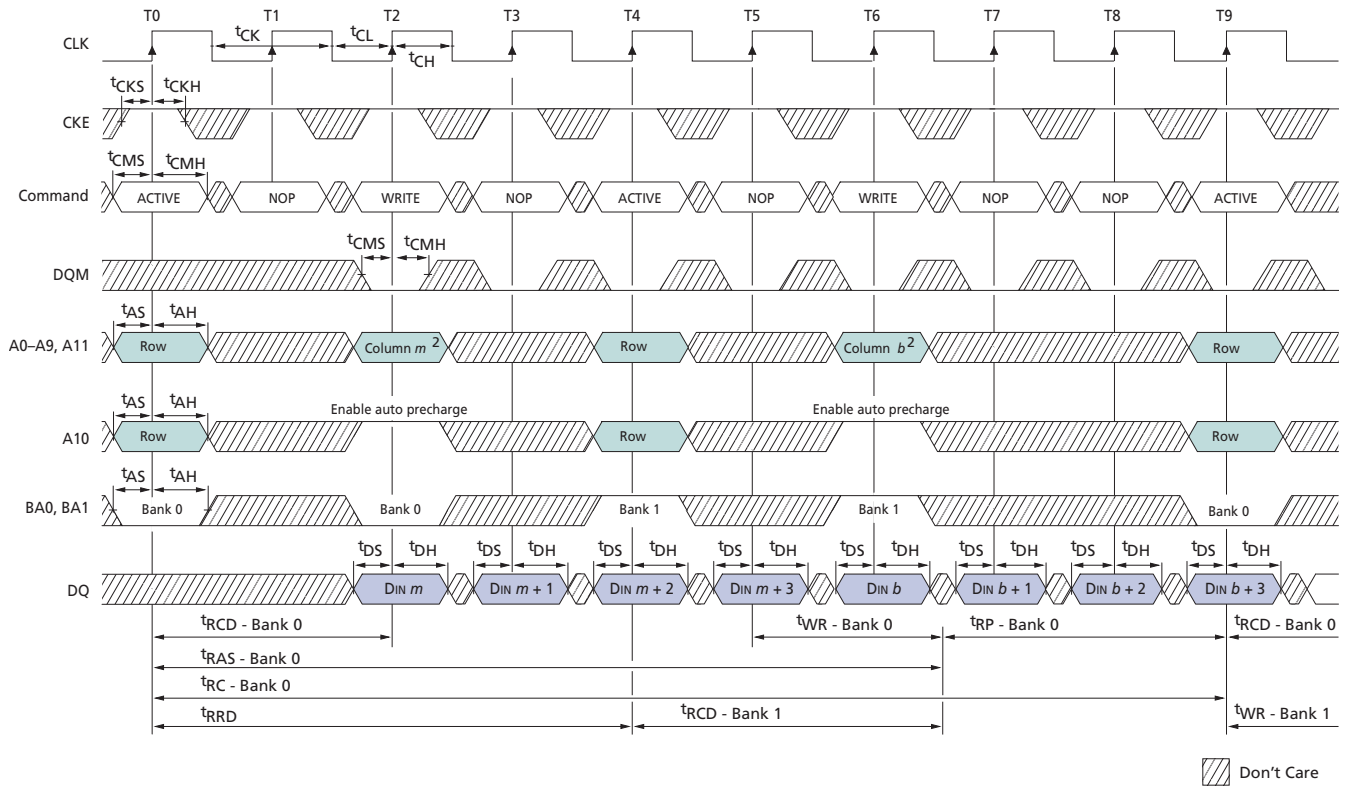 T0 T1 T2 T3 T4 T5 T6 T7 T8 T9
CLK
tCK tCL
tCH
tCKS tCKH
CKE
tCMS tCMH
Command ACTIVE NOP WRITE NOP ACTIVE NOP WRITE NOP NOP ACTIVE
tCMS tCMH
DQM
tAS tAH
A0–A9, A11 Row Column m 2 Row Column b 2 Row
tAS tAH
Enable auto precharge Enable auto precharge
A10 Row Row Row
tAS tAH
BA0, BA1 Bank 0 Bank 0 Bank 1 Bank 1 Bank 0
tDS tDH tDS tDH tDS tDH tDS tDH tDS tDH tDS tDH tDS tDH tDS tDH
DQ DIN m DIN m + 1 DIN m + 2 DIN m + 3 DIN b DIN b + 1 DIN b + 2 DIN b + 3
tRCD - Bank 0 tWR - Bank 0 tRP - Bank 0 tRCD - Bank 0
tRAS - Bank 0
tRC - Bank 0
tRRD tRCD - Bank 1 tWR - Bank 1
Don't Care